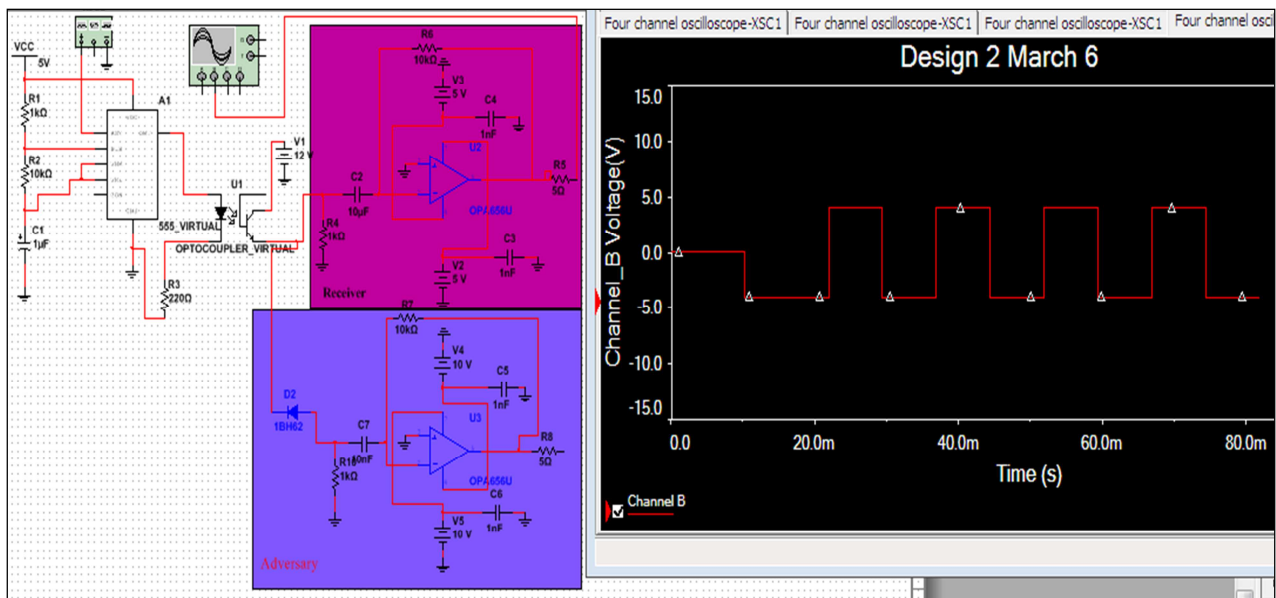 VCC
5V
R1
1kΩ
R2
10kΩ
C1
1µF
A1
555_VIRTUAL
U1
OPTOCOUPLER_VIRTUAL
R3
220Ω
V1
12 V
R6
10kΩ
V3
5 V
C4
1nF
U2
OPA656U
C2
10µF
R4
1kΩ
R5
5Ω
C3
1nF
V2
5 V
Receiver
R7
10kΩ
V4
10 V
C5
1nF
D2
1BH62
C7
R10
1kΩ
U3
OPA656U
R8
5Ω
C6
1nF
V5
10 V
Adversary
Four channel oscilloscope-XSC1
Four channel oscilloscope-XSC1
Four channel oscilloscope-XSC1
Four channel osci
Design 2 March 6
Channel_B Voltage(V)
15.0
10.0
5.0
0.0
-5.0
-10.0
-15.0
0.0
20.0m
40.0m
60.0m
80.0m
Time (s)
Channel B